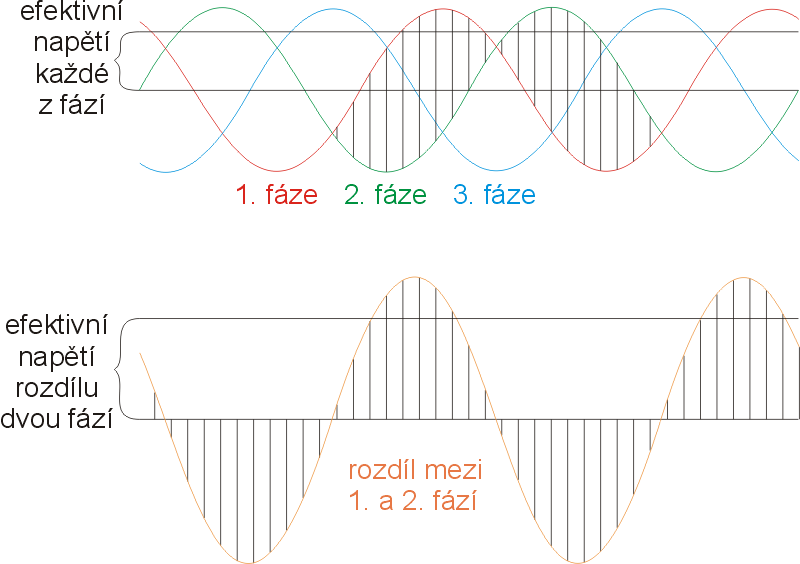 efektivní
napětí
každé
z fází
1. fáze 2. fáze 3. fáze
efektivní
napětí
rozdílu
dvou fází
rozdíl mezi
1. a 2. fází